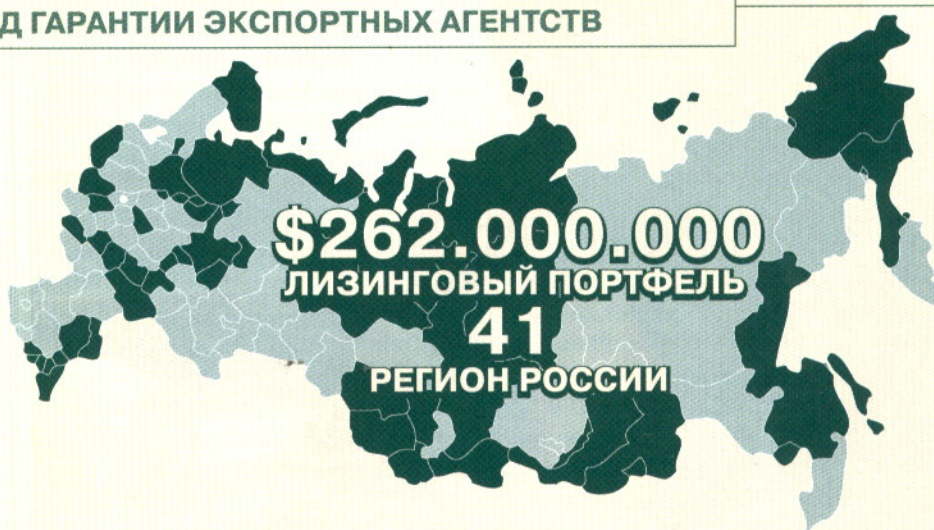 Д ГАРАНТИИ ЭКСПОРТНЫХ АГЕНТСТВ
$262.000.000
ЛИЗИНГОВЫЙ ПОРТФЕЛЬ
41
РЕГИОН РОССИИ